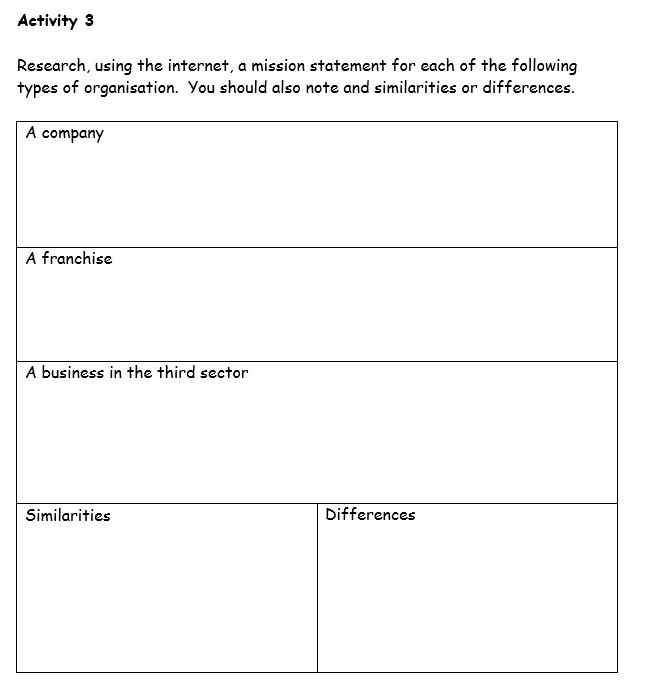 Activity 3
Research, using the internet, a mission statement for each of the following
types of organisation. You should also note and similarities or differences.
A company
A franchise
A business in the third sector
Similarities
Differences